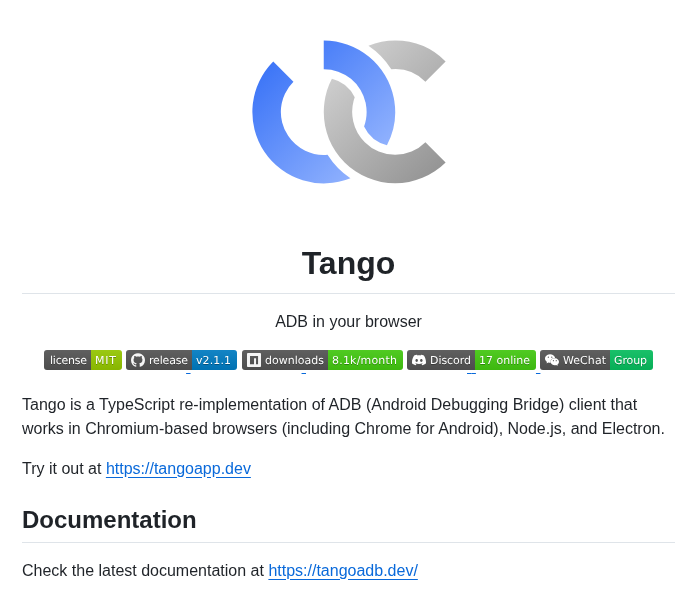 Tango
ADB in your browser
license MIT release v2.1.1 downloads 8.1k/month Discord 17 online WeChat Group
Tango is a TypeScript re-implementation of ADB (Android Debugging Bridge) client that
works in Chromium-based browsers (including Chrome for Android), Node.js, and Electron.
Try it out at https://tangoapp.dev
Documentation
Check the latest documentation at https://tangoadb.dev/